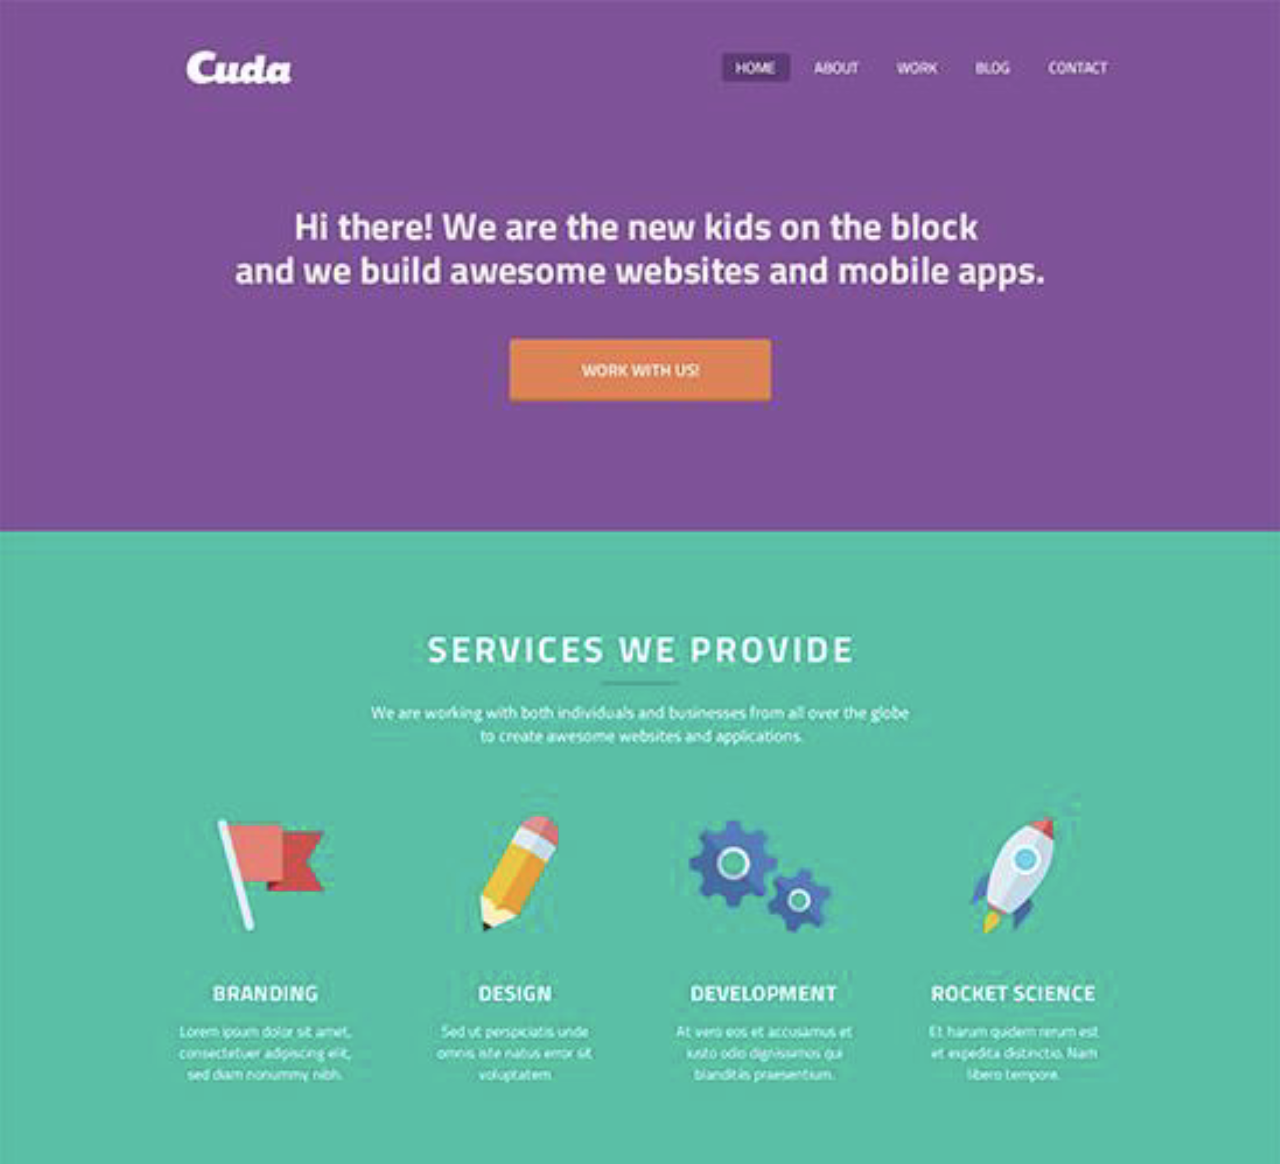 Cuda
HOME ABOUT WORK BLOG CONTACT
Hi there! We are the new kids on the block
and we build awesome websites and mobile apps.
WORK WITH US!
SERVICES WE PROVIDE
We are working with both individuals and businesses from all over the globe
to create awesome websites and applications.
BRANDING
Lorem ipsum dolor sit amet,
consectetuer adipiscing elit,
sed diam nonummy nibh.
DESIGN
Sed ut perspiciatis unde
omnis iste natus error sit
voluptatem.
DEVELOPMENT
At vero eos et accusamus et
iusto odio dignissimos qui
blanditiis praesentium.
ROCKET SCIENCE
Et harum quidem rerum est
et expedita distinctio. Nam
libero tempore.